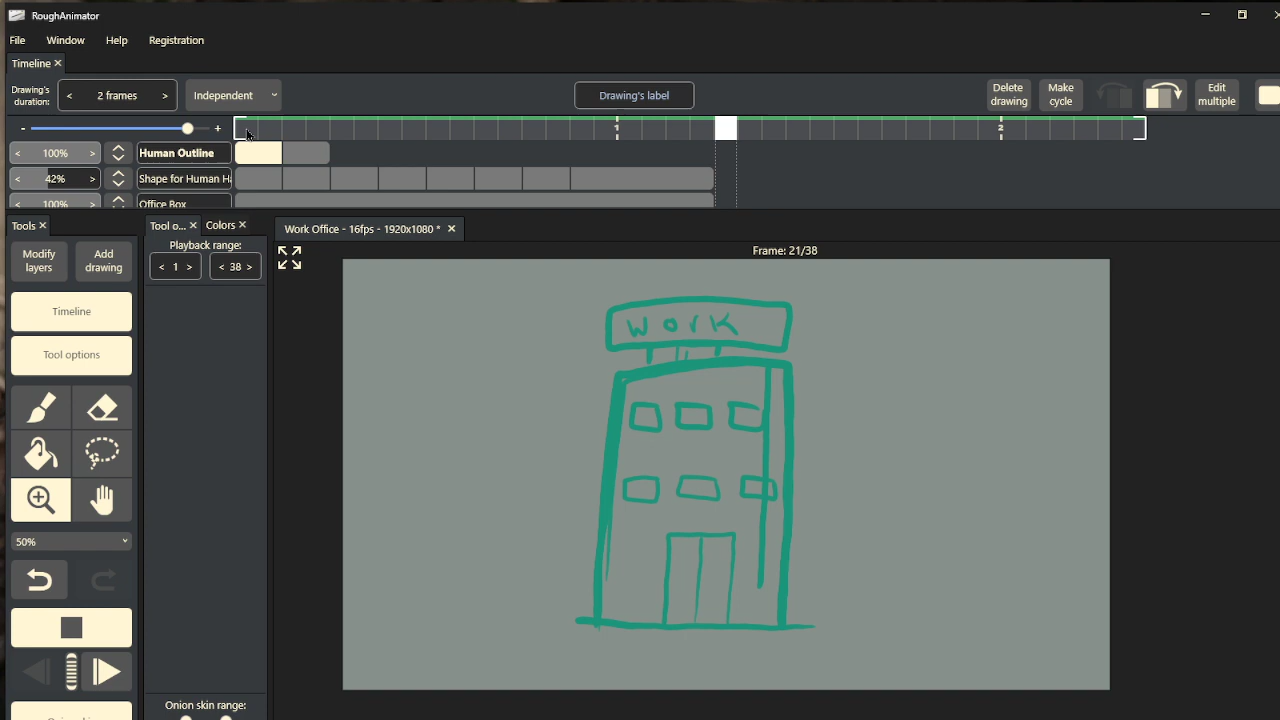 RoughAnimator
File Window Help Registration
Timeline
Drawing's duration: < 2 frames > Independent Drawing's label Delete drawing Make cycle Edit multiple
- + 1 2
< 100% > Human Outline
< 42% > Shape for Human Ha
< 100% > Office Box
Tools Tool o... Colors Work Office - 16fps - 1920x1080 *
Playback range:
Frame: 21/38
Modify layers Add drawing < 1 > < 38 >
Timeline
Tool options
WORK
50%
Onion skin range: